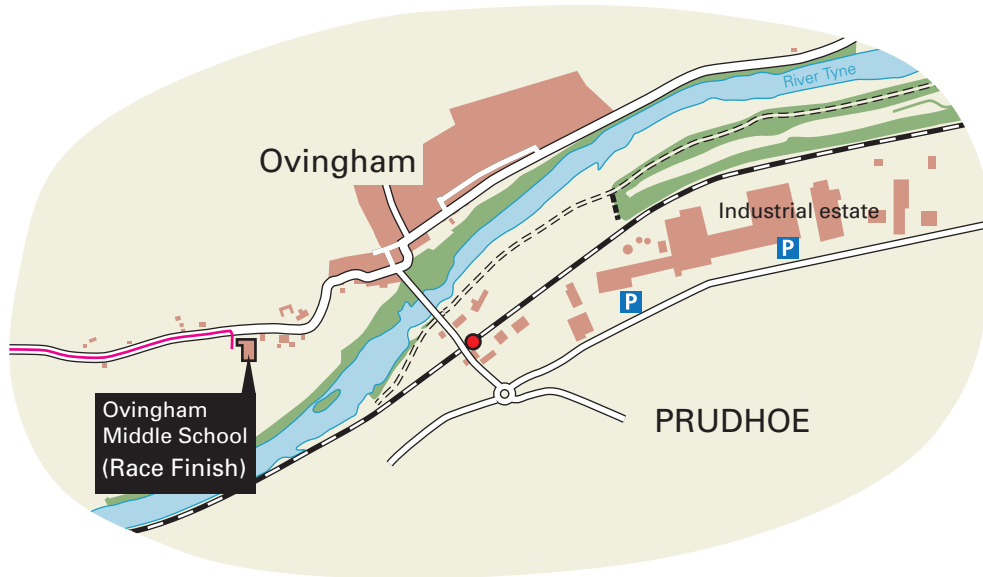 River Tyne
Ovingham
Industrial estate
P
P
Ovingham
Middle School
(Race Finish)
PRUDHOE